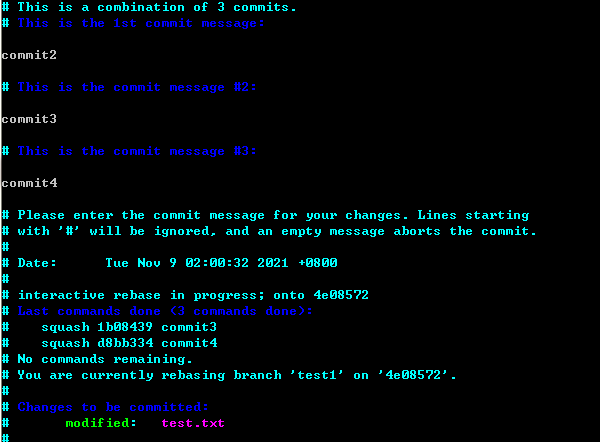 # This is a combination of 3 commits.
# This is the 1st commit message:
commit2
# This is the commit message #2:
commit3
# This is the commit message #3:
commit4
# Please enter the commit message for your changes. Lines starting
# with '#' will be ignored, and an empty message aborts the commit.
#
# Date:      Tue Nov 9 02:00:32 2021 +0800
#
# interactive rebase in progress; onto 4e08572
# Last commands done (3 commands done):
#    squash 1b08439 commit3
#    squash d8bb334 commit4
# No commands remaining.
# You are currently rebasing branch 'test1' on '4e08572'.
#
# Changes to be committed:
#       modified:   test.txt
#